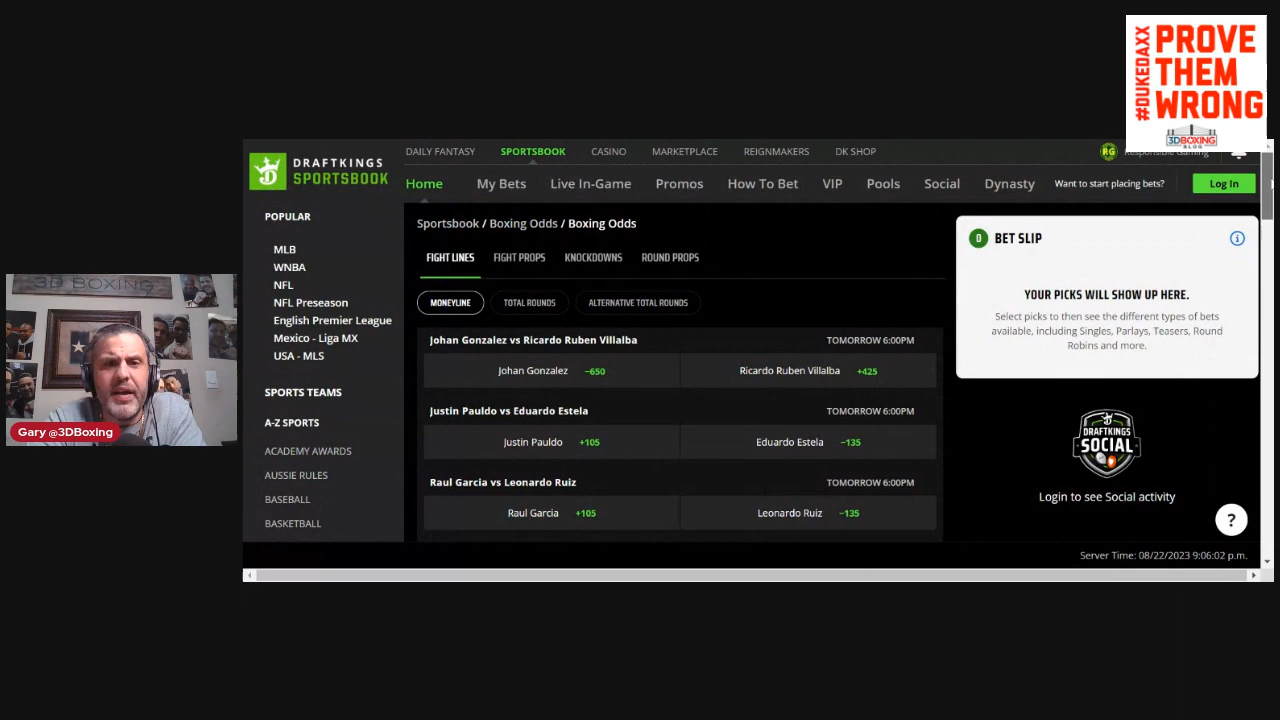 #DUKEDAXX
PROVE
THEM
WRONG
3DBOXING
BLOG
DRAFTKINGS
SPORTSBOOK
DAILY FANTASY
SPORTSBOOK
CASINO
MARKETPLACE
REIGNMAKERS
DK SHOP
RG
Responsible Gaming
Home
My Bets
Live In-Game
Promos
How To Bet
VIP
Pools
Social
Dynasty
Want to start placing bets?
Log In
POPULAR
MLB
WNBA
NFL
NFL Preseason
English Premier League
Mexico - Liga MX
USA - MLS
SPORTS TEAMS
A-Z SPORTS
ACADEMY AWARDS
AUSSIE RULES
BASEBALL
BASKETBALL
Sportsbook / Boxing Odds / Boxing Odds
FIGHT LINES
FIGHT PROPS
KNOCKDOWNS
ROUND PROPS
MONEYLINE
TOTAL ROUNDS
ALTERNATIVE TOTAL ROUNDS
Johan Gonzalez vs Ricardo Ruben Villalba
TOMORROW 6:00PM
Johan Gonzalez −650
Ricardo Ruben Villalba +425
Justin Pauldo vs Eduardo Estela
TOMORROW 6:00PM
Justin Pauldo +105
Eduardo Estela −135
Raul Garcia vs Leonardo Ruiz
TOMORROW 6:00PM
Raul Garcia +105
Leonardo Ruiz −135
0 BET SLIP
YOUR PICKS WILL SHOW UP HERE.
Select picks to then see the different types of bets
available, including Singles, Parlays, Teasers, Round
Robins and more.
DRAFTKINGS
SOCIAL
Login to see Social activity
?
Server Time: 08/22/2023 9:06:02 p.m.
3D BOXING
Gary @3DBoxing